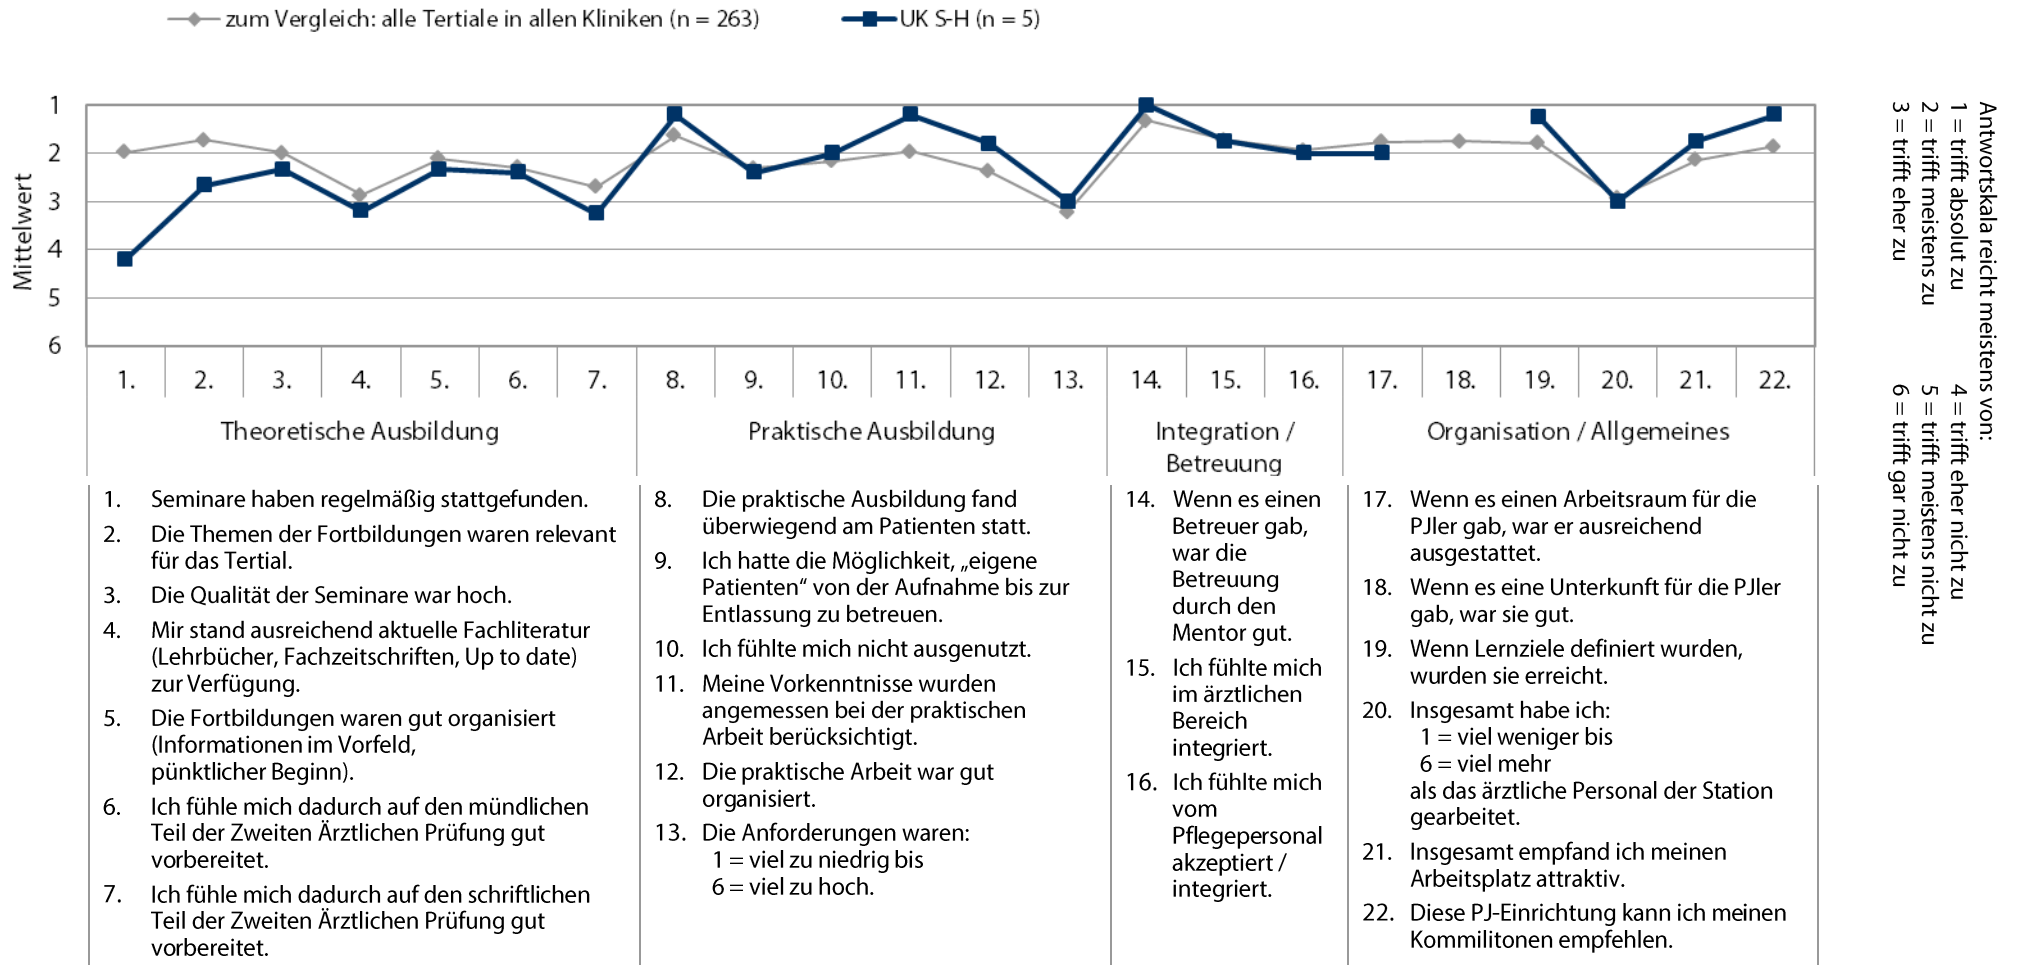 zum Vergleich: alle Tertiale in allen Kliniken (n = 263)
UK S-H (n = 5)
Mittelwert
1
2
3
4
5
6
1. 2. 3. 4. 5. 6. 7. 8. 9. 10. 11. 12. 13. 14. 15. 16. 17. 18. 19. 20. 21. 22.
Theoretische Ausbildung
Praktische Ausbildung
Integration /
Betreuung
Organisation / Allgemeines
1. Seminare haben regelmäßig stattgefunden.
2. Die Themen der Fortbildungen waren relevant
für das Tertial.
3. Die Qualität der Seminare war hoch.
4. Mir stand ausreichend aktuelle Fachliteratur
(Lehrbücher, Fachzeitschriften, Up to date)
zur Verfügung.
5. Die Fortbildungen waren gut organisiert
(Informationen im Vorfeld,
pünktlicher Beginn).
6. Ich fühle mich dadurch auf den mündlichen
Teil der Zweiten Ärztlichen Prüfung gut
vorbereitet.
7. Ich fühle mich dadurch auf den schriftlichen
Teil der Zweiten Ärztlichen Prüfung gut
vorbereitet.
8. Die praktische Ausbildung fand
überwiegend am Patienten statt.
9. Ich hatte die Möglichkeit, „eigene
Patienten“ von der Aufnahme bis zur
Entlassung zu betreuen.
10. Ich fühlte mich nicht ausgenutzt.
11. Meine Vorkenntnisse wurden
angemessen bei der praktischen
Arbeit berücksichtigt.
12. Die praktische Arbeit war gut
organisiert.
13. Die Anforderungen waren:
1 = viel zu niedrig bis
6 = viel zu hoch.
14. Wenn es einen
Betreuer gab,
war die
Betreuung
durch den
Mentor gut.
15. Ich fühlte mich
im ärztlichen
Bereich
integriert.
16. Ich fühlte mich
vom
Pflegepersonal
akzeptiert /
integriert.
17. Wenn es einen Arbeitsraum für die
PJler gab, war er ausreichend
ausgestattet.
18. Wenn es eine Unterkunft für die PJler
gab, war sie gut.
19. Wenn Lernziele definiert wurden,
wurden sie erreicht.
20. Insgesamt habe ich:
1 = viel weniger bis
6 = viel mehr
als das ärztliche Personal der Station
gearbeitet.
21. Insgesamt empfand ich meinen
Arbeitsplatz attraktiv.
22. Diese PJ-Einrichtung kann ich meinen
Kommilitonen empfehlen.
Antwortskala reicht meistens von:
1 = trifft absolut zu 4 = trifft eher nicht zu
2 = trifft meistens zu 5 = trifft meistens nicht zu
3 = trifft eher zu 6 = trifft gar nicht zu